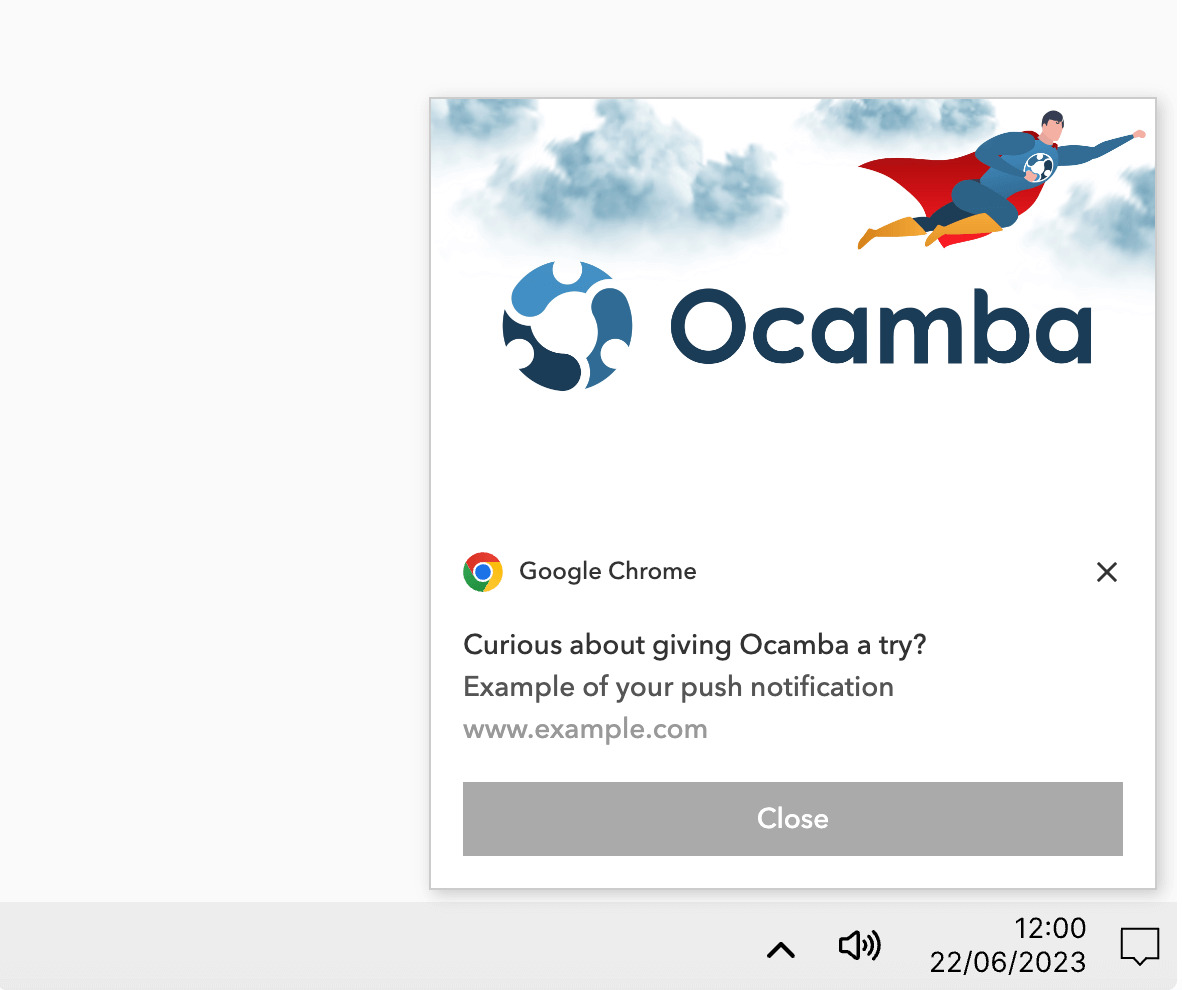 Ocamba
Google Chrome
Curious about giving Ocamba a try?
Example of your push notification
www.example.com
Close
12:00
22/06/2023